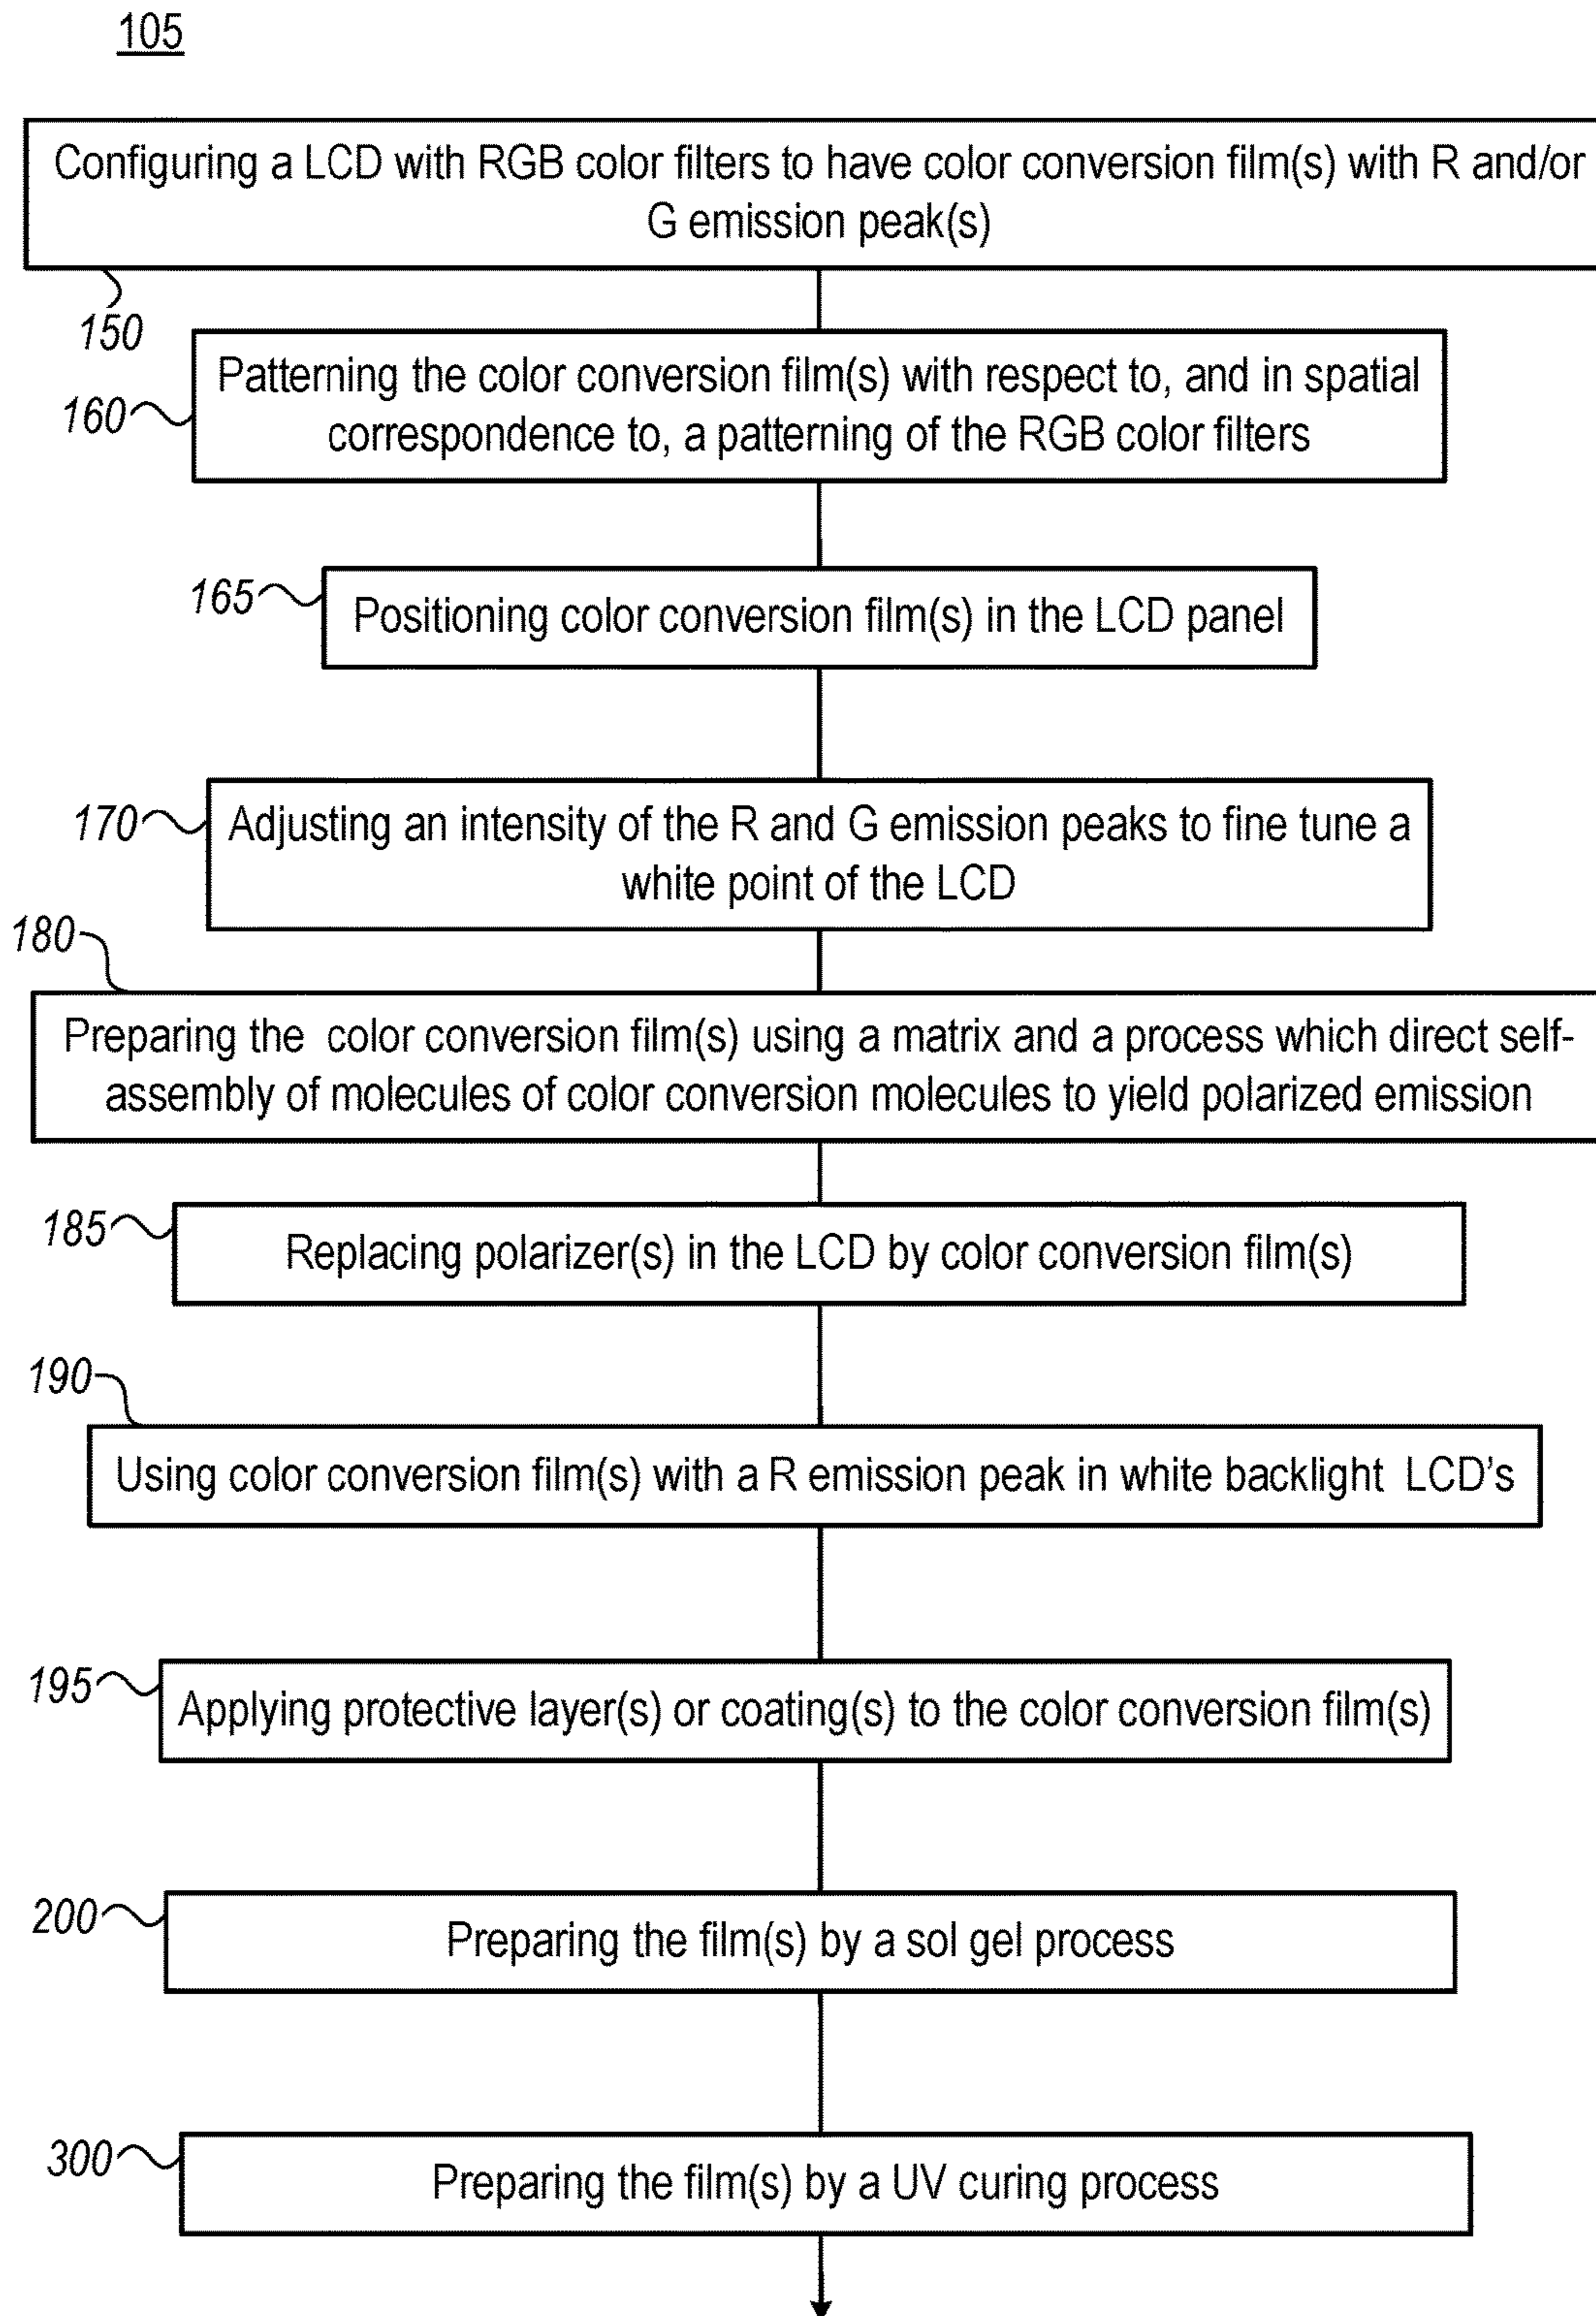 105
Configuring a LCD with RGB color filters to have color conversion film(s) with R and/or
G emission peak(s)
150
Patterning the color conversion film(s) with respect to, and in spatial
correspondence to, a patterning of the RGB color filters
160
165
Positioning color conversion film(s) in the LCD panel
170
Adjusting an intensity of the R and G emission peaks to fine tune a
white point of the LCD
180
Preparing the color conversion film(s) using a matrix and a process which direct self-
assembly of molecules of color conversion molecules to yield polarized emission
185
Replacing polarizer(s) in the LCD by color conversion film(s)
190
Using color conversion film(s) with a R emission peak in white backlight LCD's
195
Applying protective layer(s) or coating(s) to the color conversion film(s)
200
Preparing the film(s) by a sol gel process
300
Preparing the film(s) by a UV curing process